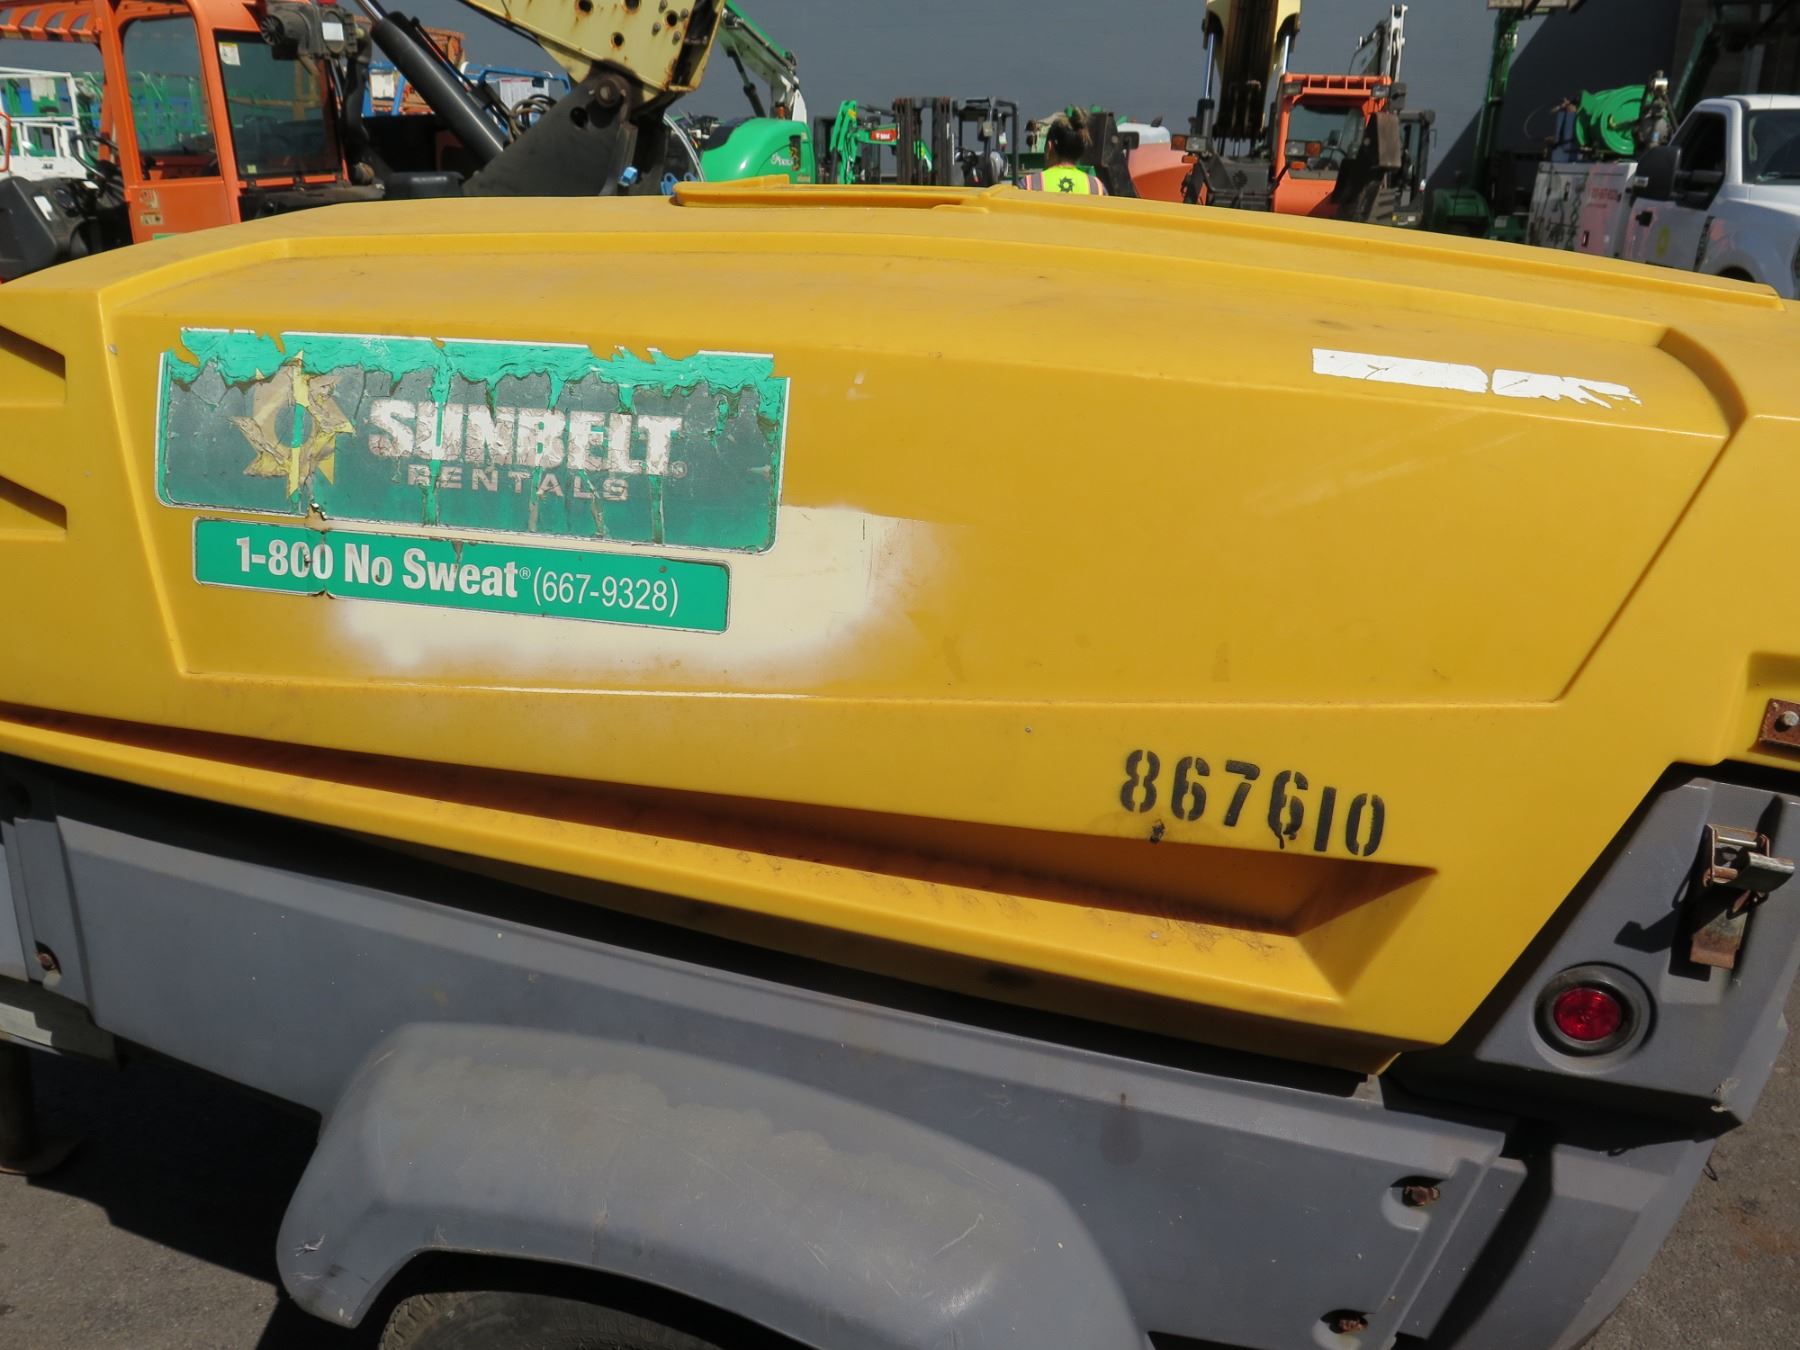 SUNBELT®
RENTALS
1-800 No Sweat® (667-9328)
867610